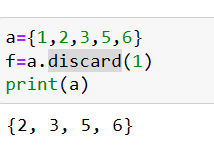 a={1,2,3,5,6}
f=a.discard(1)
print(a)
{2, 3, 5, 6}